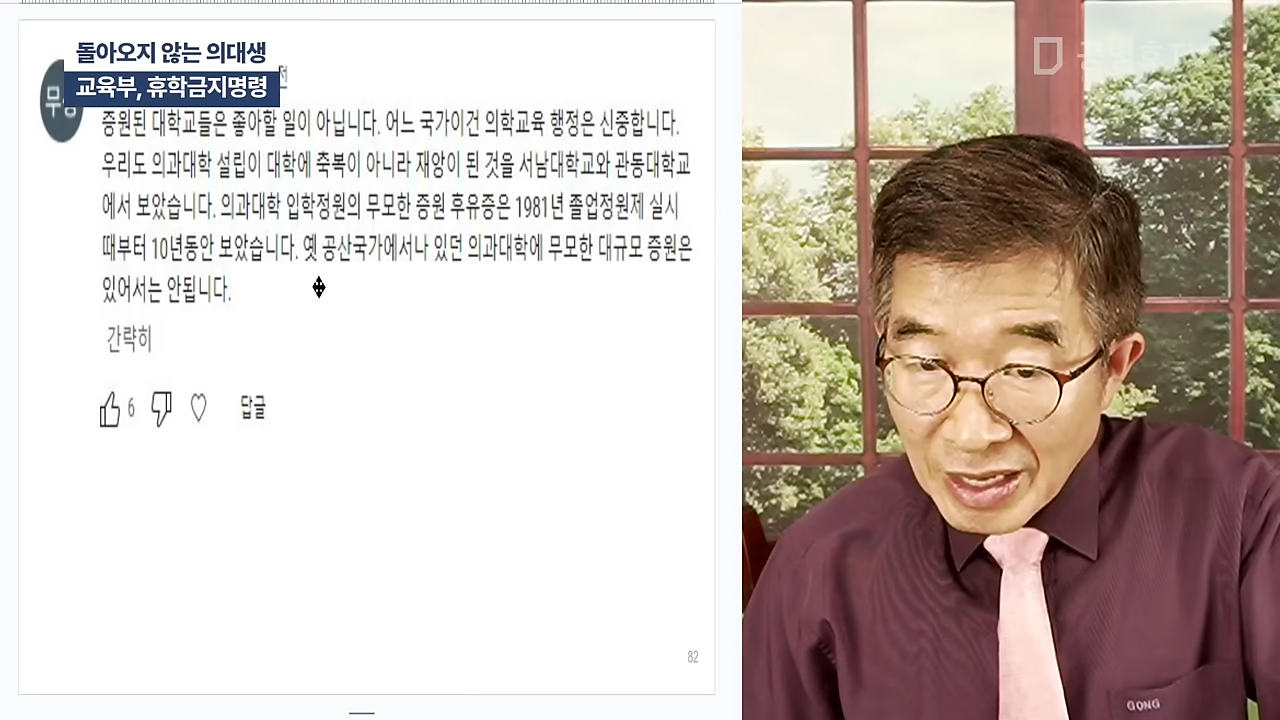 돌아오지 않는 의대생
교육부, 휴학금지명령
전
증원된 대학교들은 좋아할 일이 아닙니다. 어느 국가이건 의학교육 행정은 신중합니다.
우리도 의과대학 설립이 대학에 축복이 아니라 재앙이 된 것을 서남대학교와 관동대학교
에서 보았습니다. 의과대학 입학정원의 무모한 증원 후유증은 1981년 졸업정원제 실시
때부터 10년동안 보았습니다. 옛 공산국가에서나 있던 의과대학에 무모한 대규모 증원은
있어서는 안됩니다.
간략히
6 답글
82
GONG